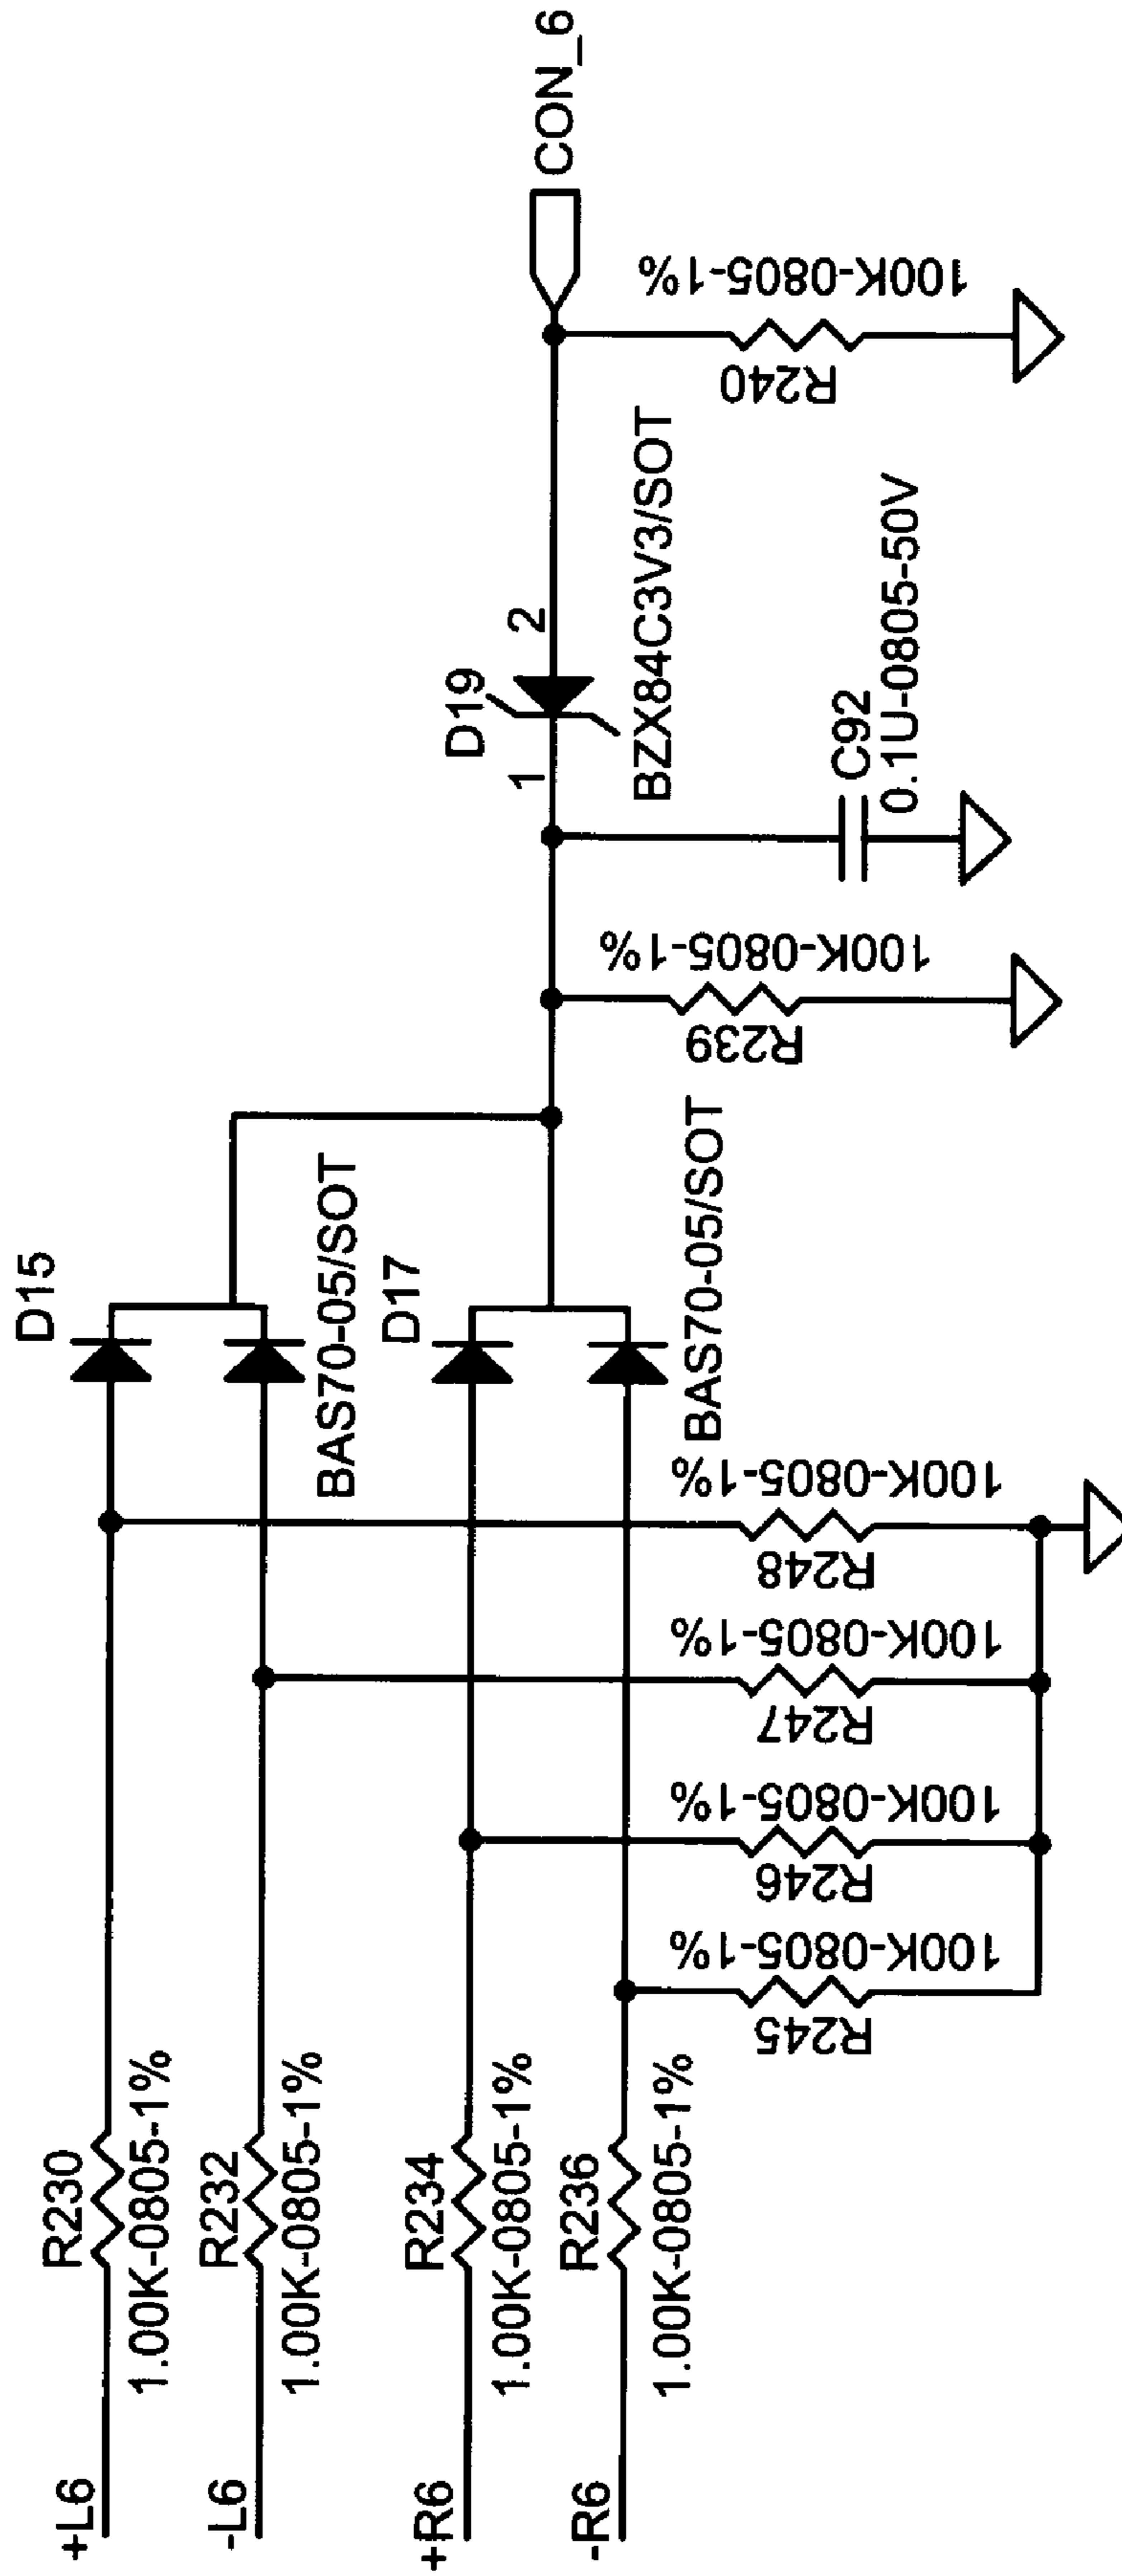 +L6
R230
1.00K-0805-1%
D15
-L6
R232
1.00K-0805-1%
BAS70-05/SOT
+R6
R234
1.00K-0805-1%
D17
-R6
R236
1.00K-0805-1%
BAS70-05/SOT
R245
100K-0805-1%
R246
100K-0805-1%
R247
100K-0805-1%
R248
100K-0805-1%
R239
100K-0805-1%
D19
1
2
BZX84C3V3/SOT
C92
0.1U-0805-50V
R240
100K-0805-1%
CON_6